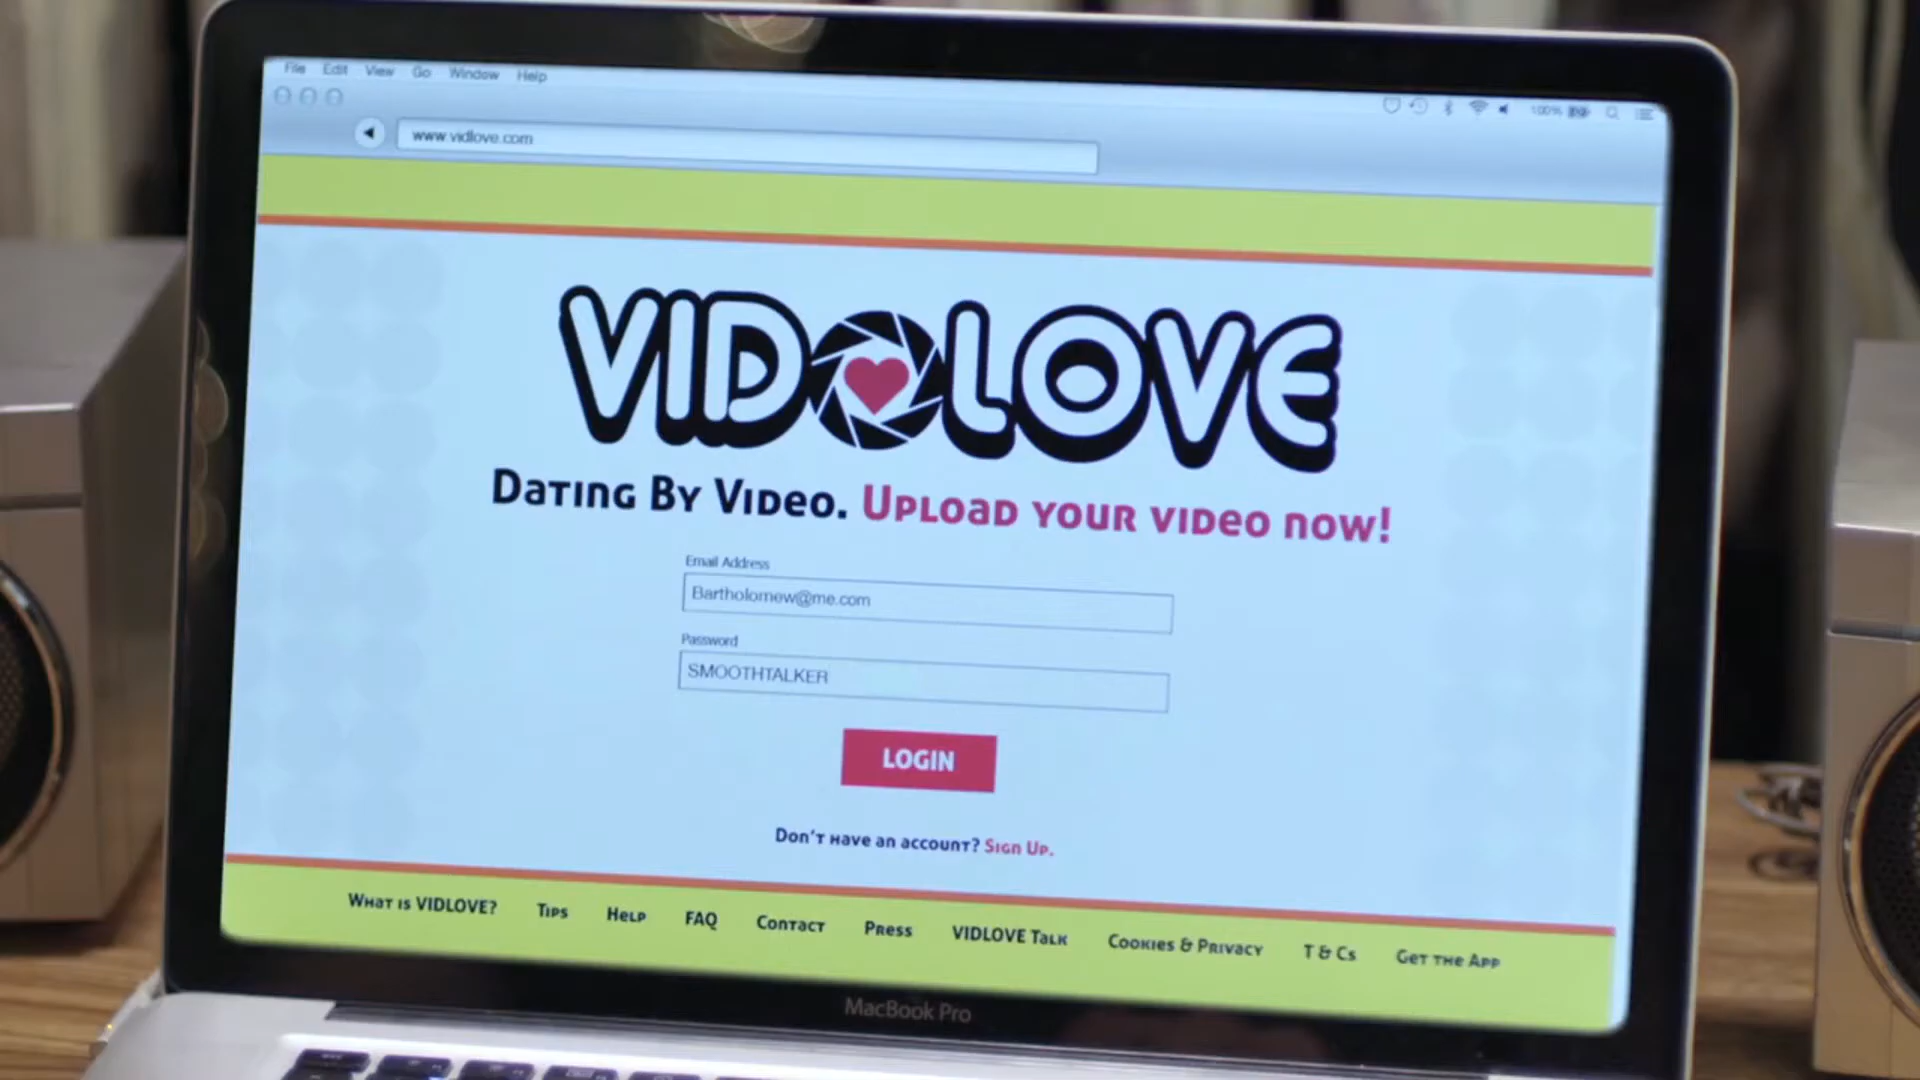 File Edit View Go Window Help
100%
www.vidlove.com
VIDLOVE
Dating By Video. Upload your video now!
Email Address
Bartholomew@me.com
Password
SMOOTHTALKER
LOGIN
Don't have an account? Sign Up.
What is VIDLOVE? Tips Help FAQ Contact Press VIDLOVE Talk Cookies & Privacy T & Cs Get the App
MacBook Pro